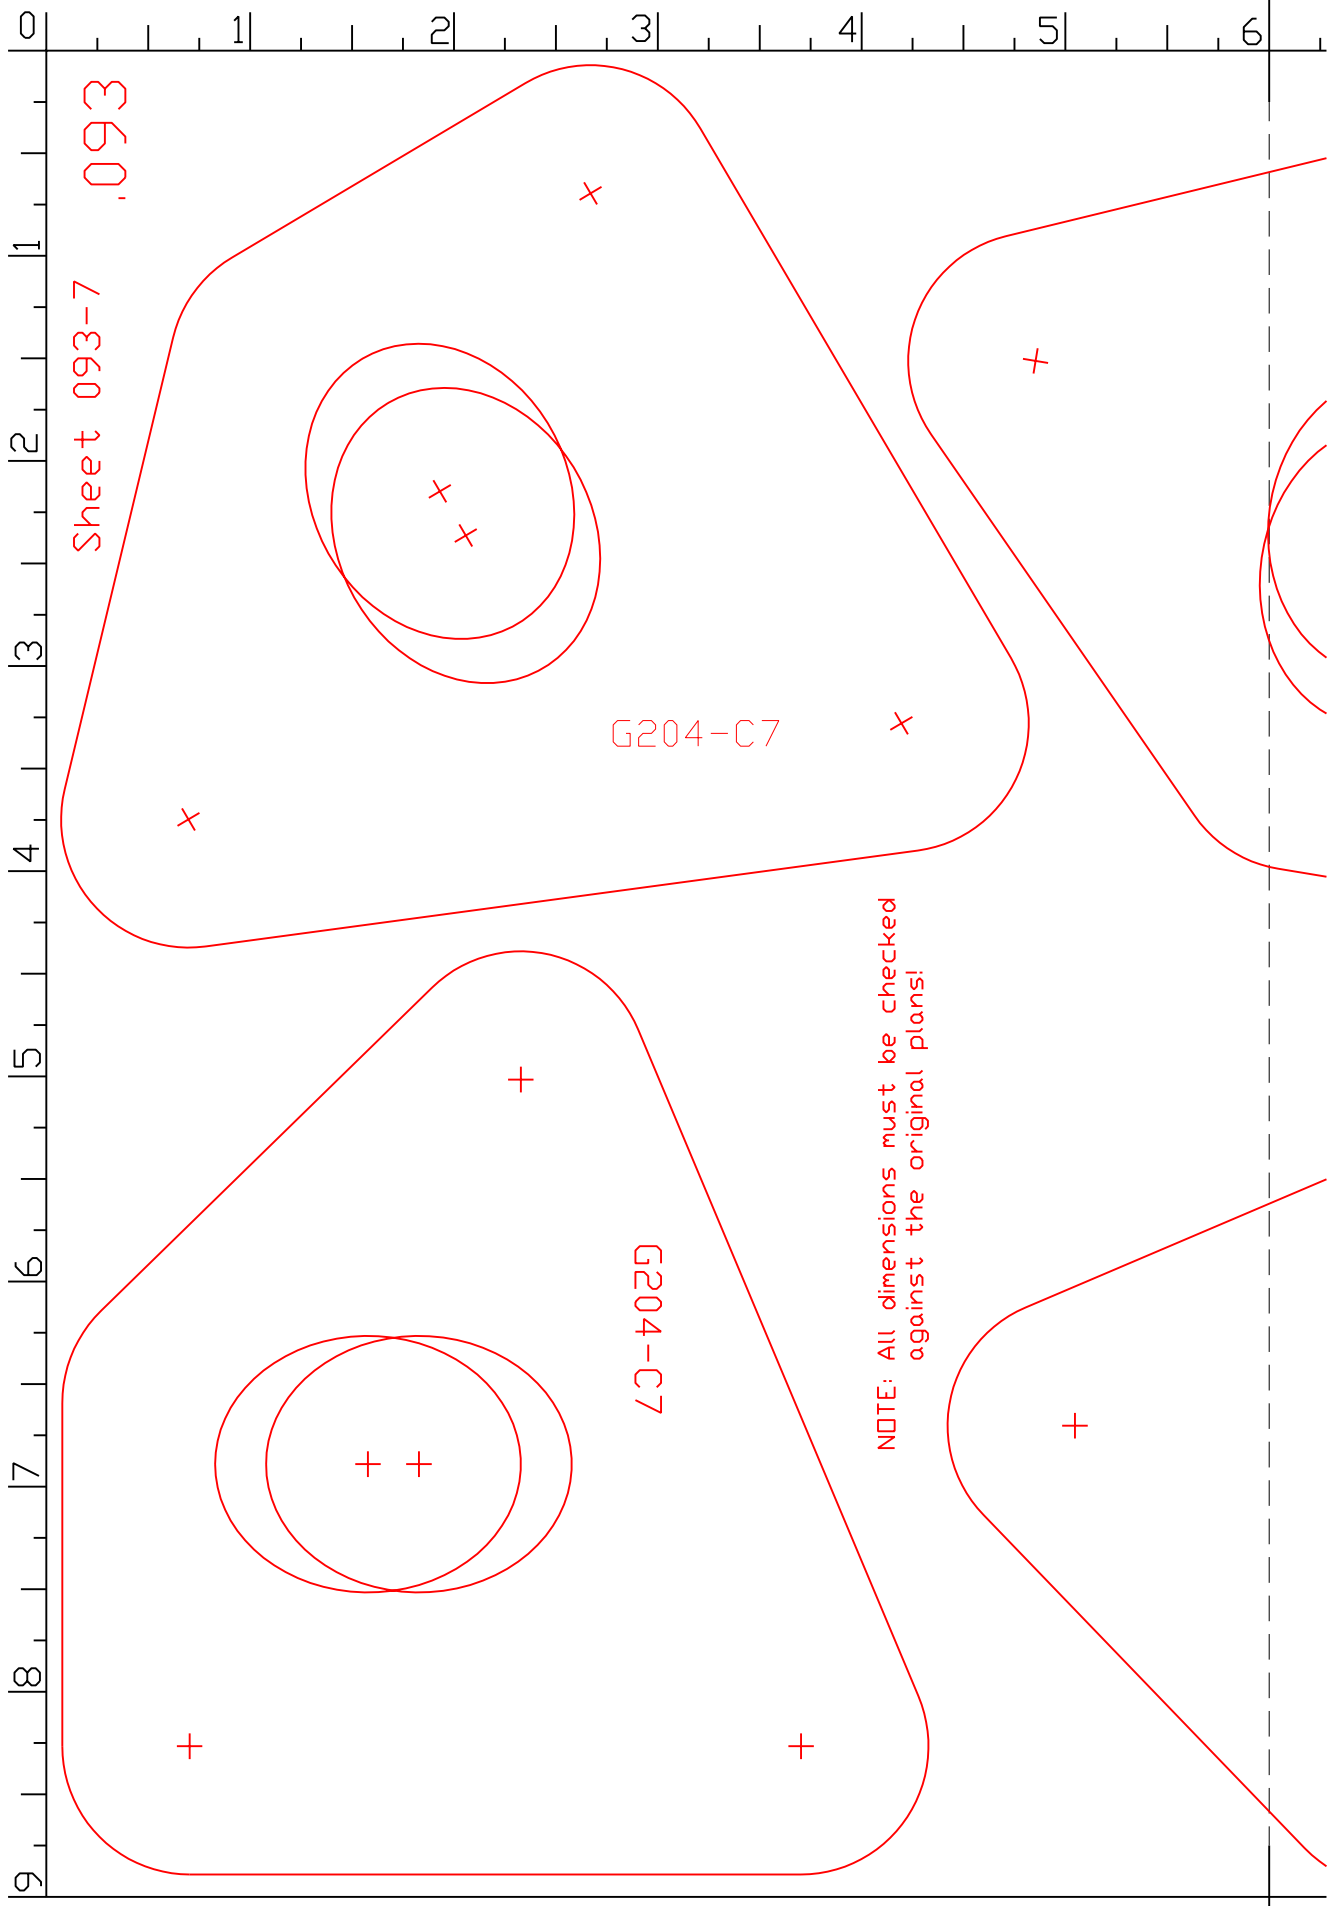 0 1 2 3 4 5 6
.093
Sheet 093-7
1
2
3
4
5
6
7
8
9
G204-C7
G204-C7
NOTE: All dimensions must be checked
against the original plans!